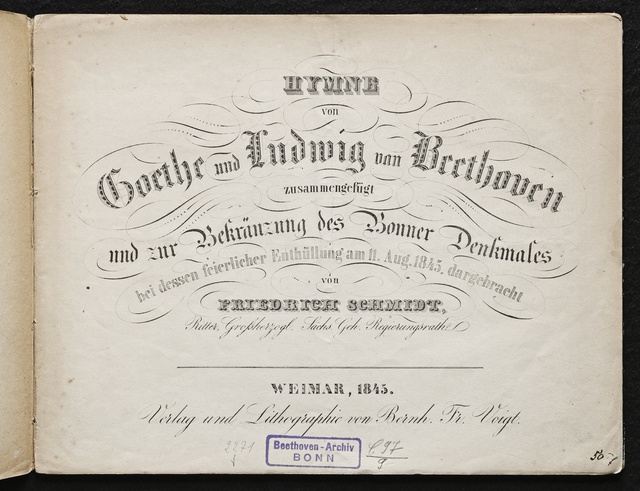 HYMNE
von
Goethe und Ludwig van Beethoven
zusammengefügt
und zur Bekränzung des Bonner Denkmales
bei dessen feierlicher Enthüllung am 11. Aug. 1845. dargebracht
von
FRIEDRICH SCHMIDT,
Ritter, Großherzogl. Sächs Geh. Regierungsrathe
WEIMAR, 1845.
Verlag und Lithographie von Bernh. Fr. Voigt.
Beethoven-Archiv
BONN